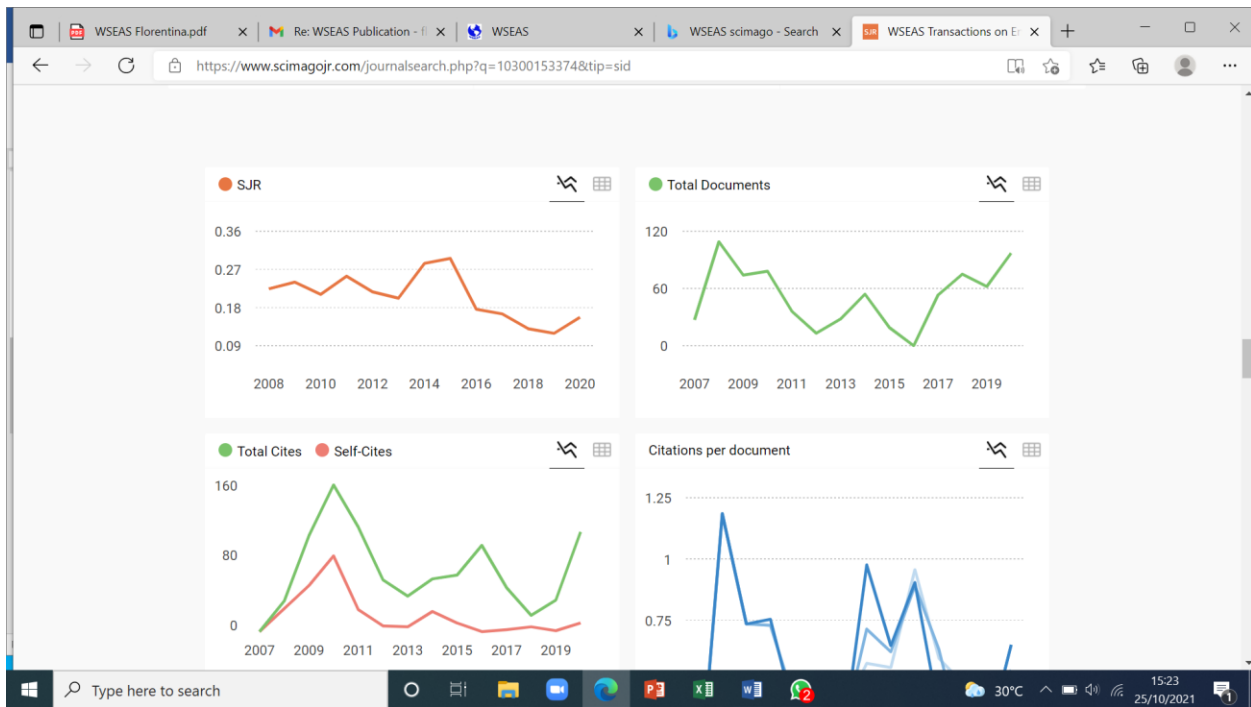 WSEAS Florentina.pdf
Re: WSEAS Publication - fl
WSEAS
WSEAS scimago - Search
WSEAS Transactions on En
https://www.scimagojr.com/journalsearch.php?q=10300153374&tip=sid
SJR
0.36
0.27
0.18
0.09
2008 2010 2012 2014 2016 2018 2020
Total Documents
120
60
0
2007 2009 2011 2013 2015 2017 2019
Total Cites Self-Cites
160
80
0
2007 2009 2011 2013 2015 2017 2019
Citations per document
1.25
1
0.75
Type here to search
2
30°C
15:23
25/10/2021
1